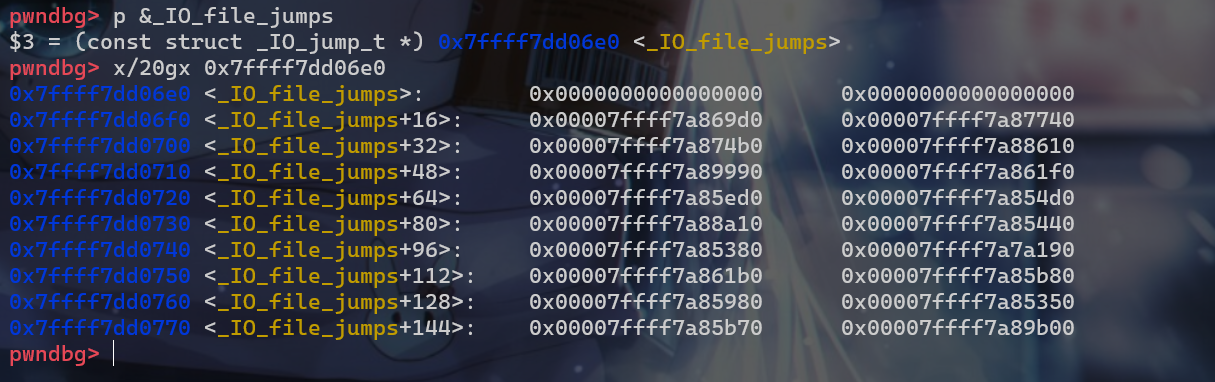 pwndbg> p &_IO_file_jumps
$3 = (const struct _IO_jump_t *) 0x7ffff7dd06e0 <_IO_file_jumps>
pwndbg> x/20gx 0x7ffff7dd06e0
0x7ffff7dd06e0 <_IO_file_jumps>: 0x0000000000000000 0x0000000000000000
0x7ffff7dd06f0 <_IO_file_jumps+16>: 0x00007ffff7a869d0 0x00007ffff7a87740
0x7ffff7dd0700 <_IO_file_jumps+32>: 0x00007ffff7a874b0 0x00007ffff7a88610
0x7ffff7dd0710 <_IO_file_jumps+48>: 0x00007ffff7a89990 0x00007ffff7a861f0
0x7ffff7dd0720 <_IO_file_jumps+64>: 0x00007ffff7a85ed0 0x00007ffff7a854d0
0x7ffff7dd0730 <_IO_file_jumps+80>: 0x00007ffff7a88a10 0x00007ffff7a85440
0x7ffff7dd0740 <_IO_file_jumps+96>: 0x00007ffff7a85380 0x00007ffff7a7a190
0x7ffff7dd0750 <_IO_file_jumps+112>: 0x00007ffff7a861b0 0x00007ffff7a85b80
0x7ffff7dd0760 <_IO_file_jumps+128>: 0x00007ffff7a85980 0x00007ffff7a85350
0x7ffff7dd0770 <_IO_file_jumps+144>: 0x00007ffff7a85b70 0x00007ffff7a89b00
pwndbg>